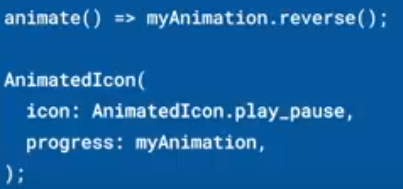 animate() => myAnimation.reverse();
AnimatedIcon(
icon: AnimatedIcon.play_pause,
progress: myAnimation,
);